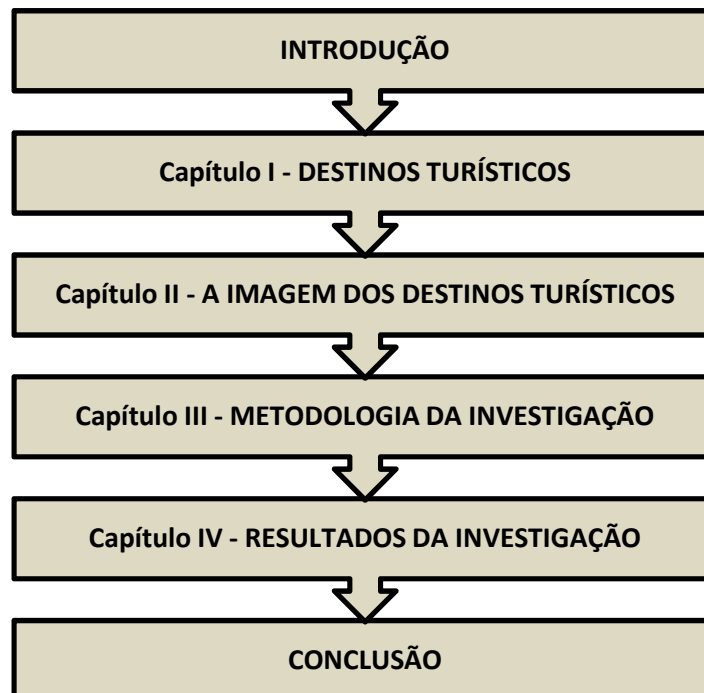 INTRODUÇÃO
Capítulo I - DESTINOS TURÍSTICOS
Capítulo II - A IMAGEM DOS DESTINOS TURÍSTICOS
Capítulo III - METODOLOGIA DA INVESTIGAÇÃO
Capítulo IV - RESULTADOS DA INVESTIGAÇÃO
CONCLUSÃO